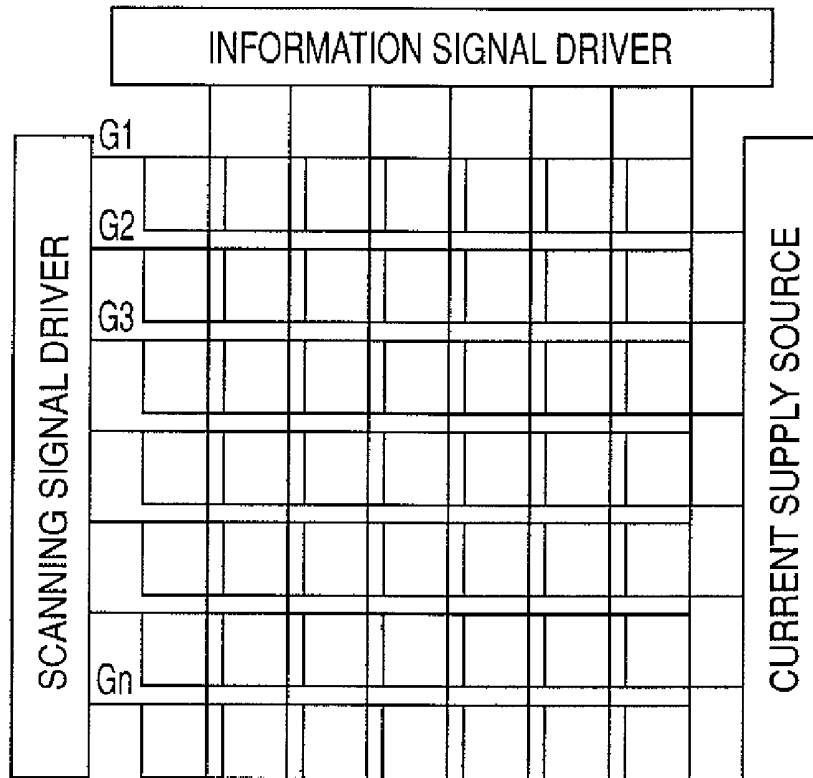 INFORMATION SIGNAL DRIVER
G1
G2
G3
Gn
SCANNING SIGNAL DRIVER
CURRENT SUPPLY SOURCE